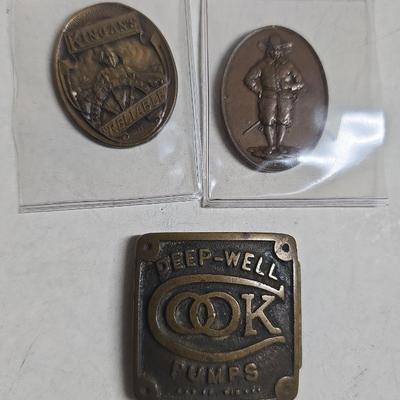 KINGAN'S
"RELIABLE"
DEEP-WELL
COOK
PUMPS